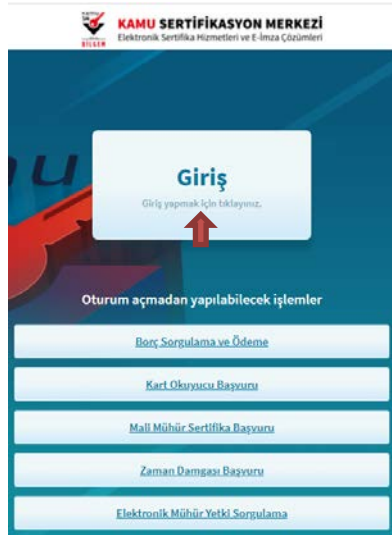 BİLGEM
KAMU SERTİFİKASYON MERKEZİ
Elektronik Sertifika Hizmetleri ve E-İmza Çözümleri
mu
Giriş
Giriş yapmak için tıklayınız.
Oturum açmadan yapılabilecek işlemler
Borç Sorgulama ve Ödeme
Kart Okuyucu Başvuru
Mali Mühür Sertifika Başvuru
Zaman Damgası Başvuru
Elektronik Mühür Yetki Sorgulama